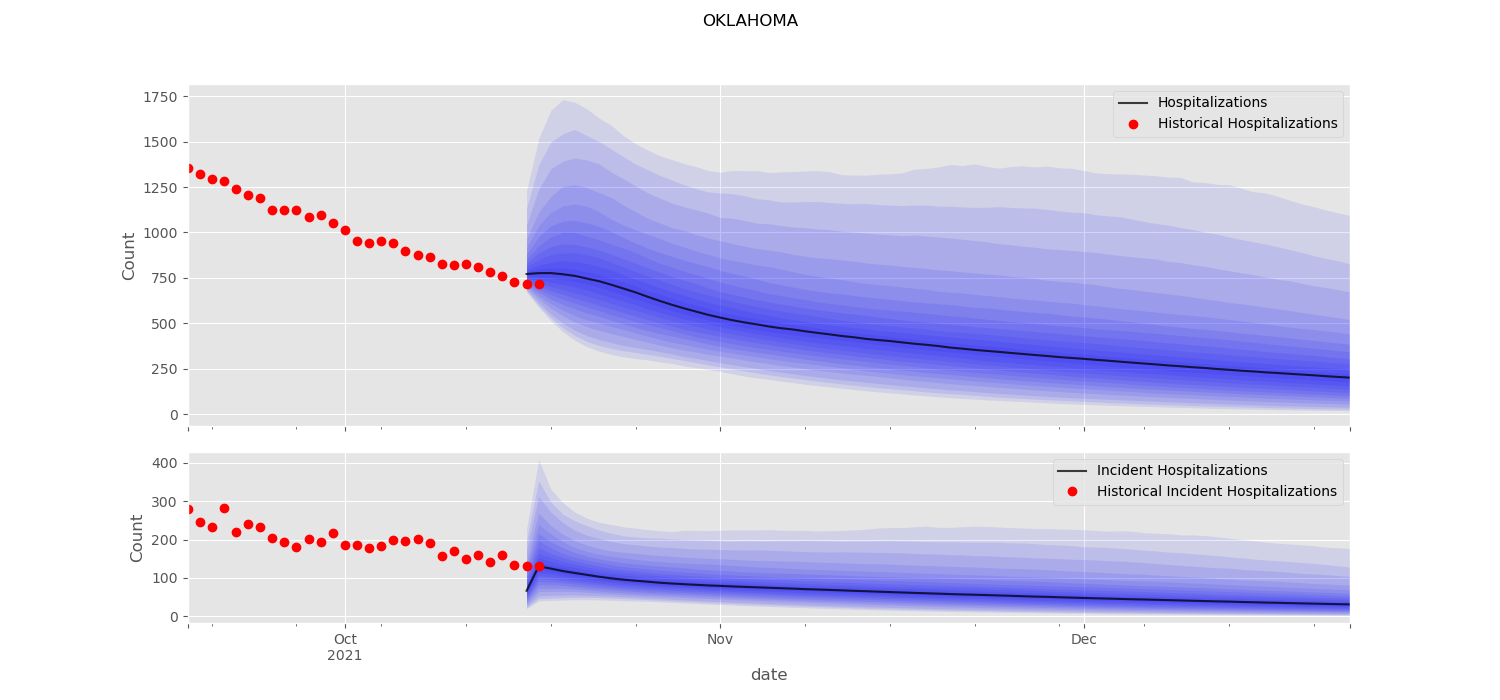 OKLAHOMA
1750
1500
1250
1000
750
500
250
0
Count
Hospitalizations
Historical Hospitalizations
400
300
200
100
0
Count
Incident Hospitalizations
Historical Incident Hospitalizations
Oct
2021
Nov
Dec
date